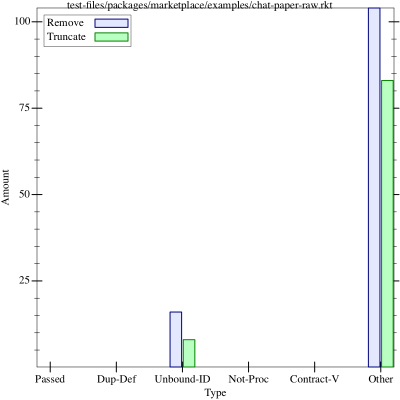 test-files/packages/marketplace/examples/chat-paper-raw.rkt
Remove
Truncate
100
75
50
25
Amount
Passed Dup-Def Unbound-ID Not-Proc Contract-V Other
Type